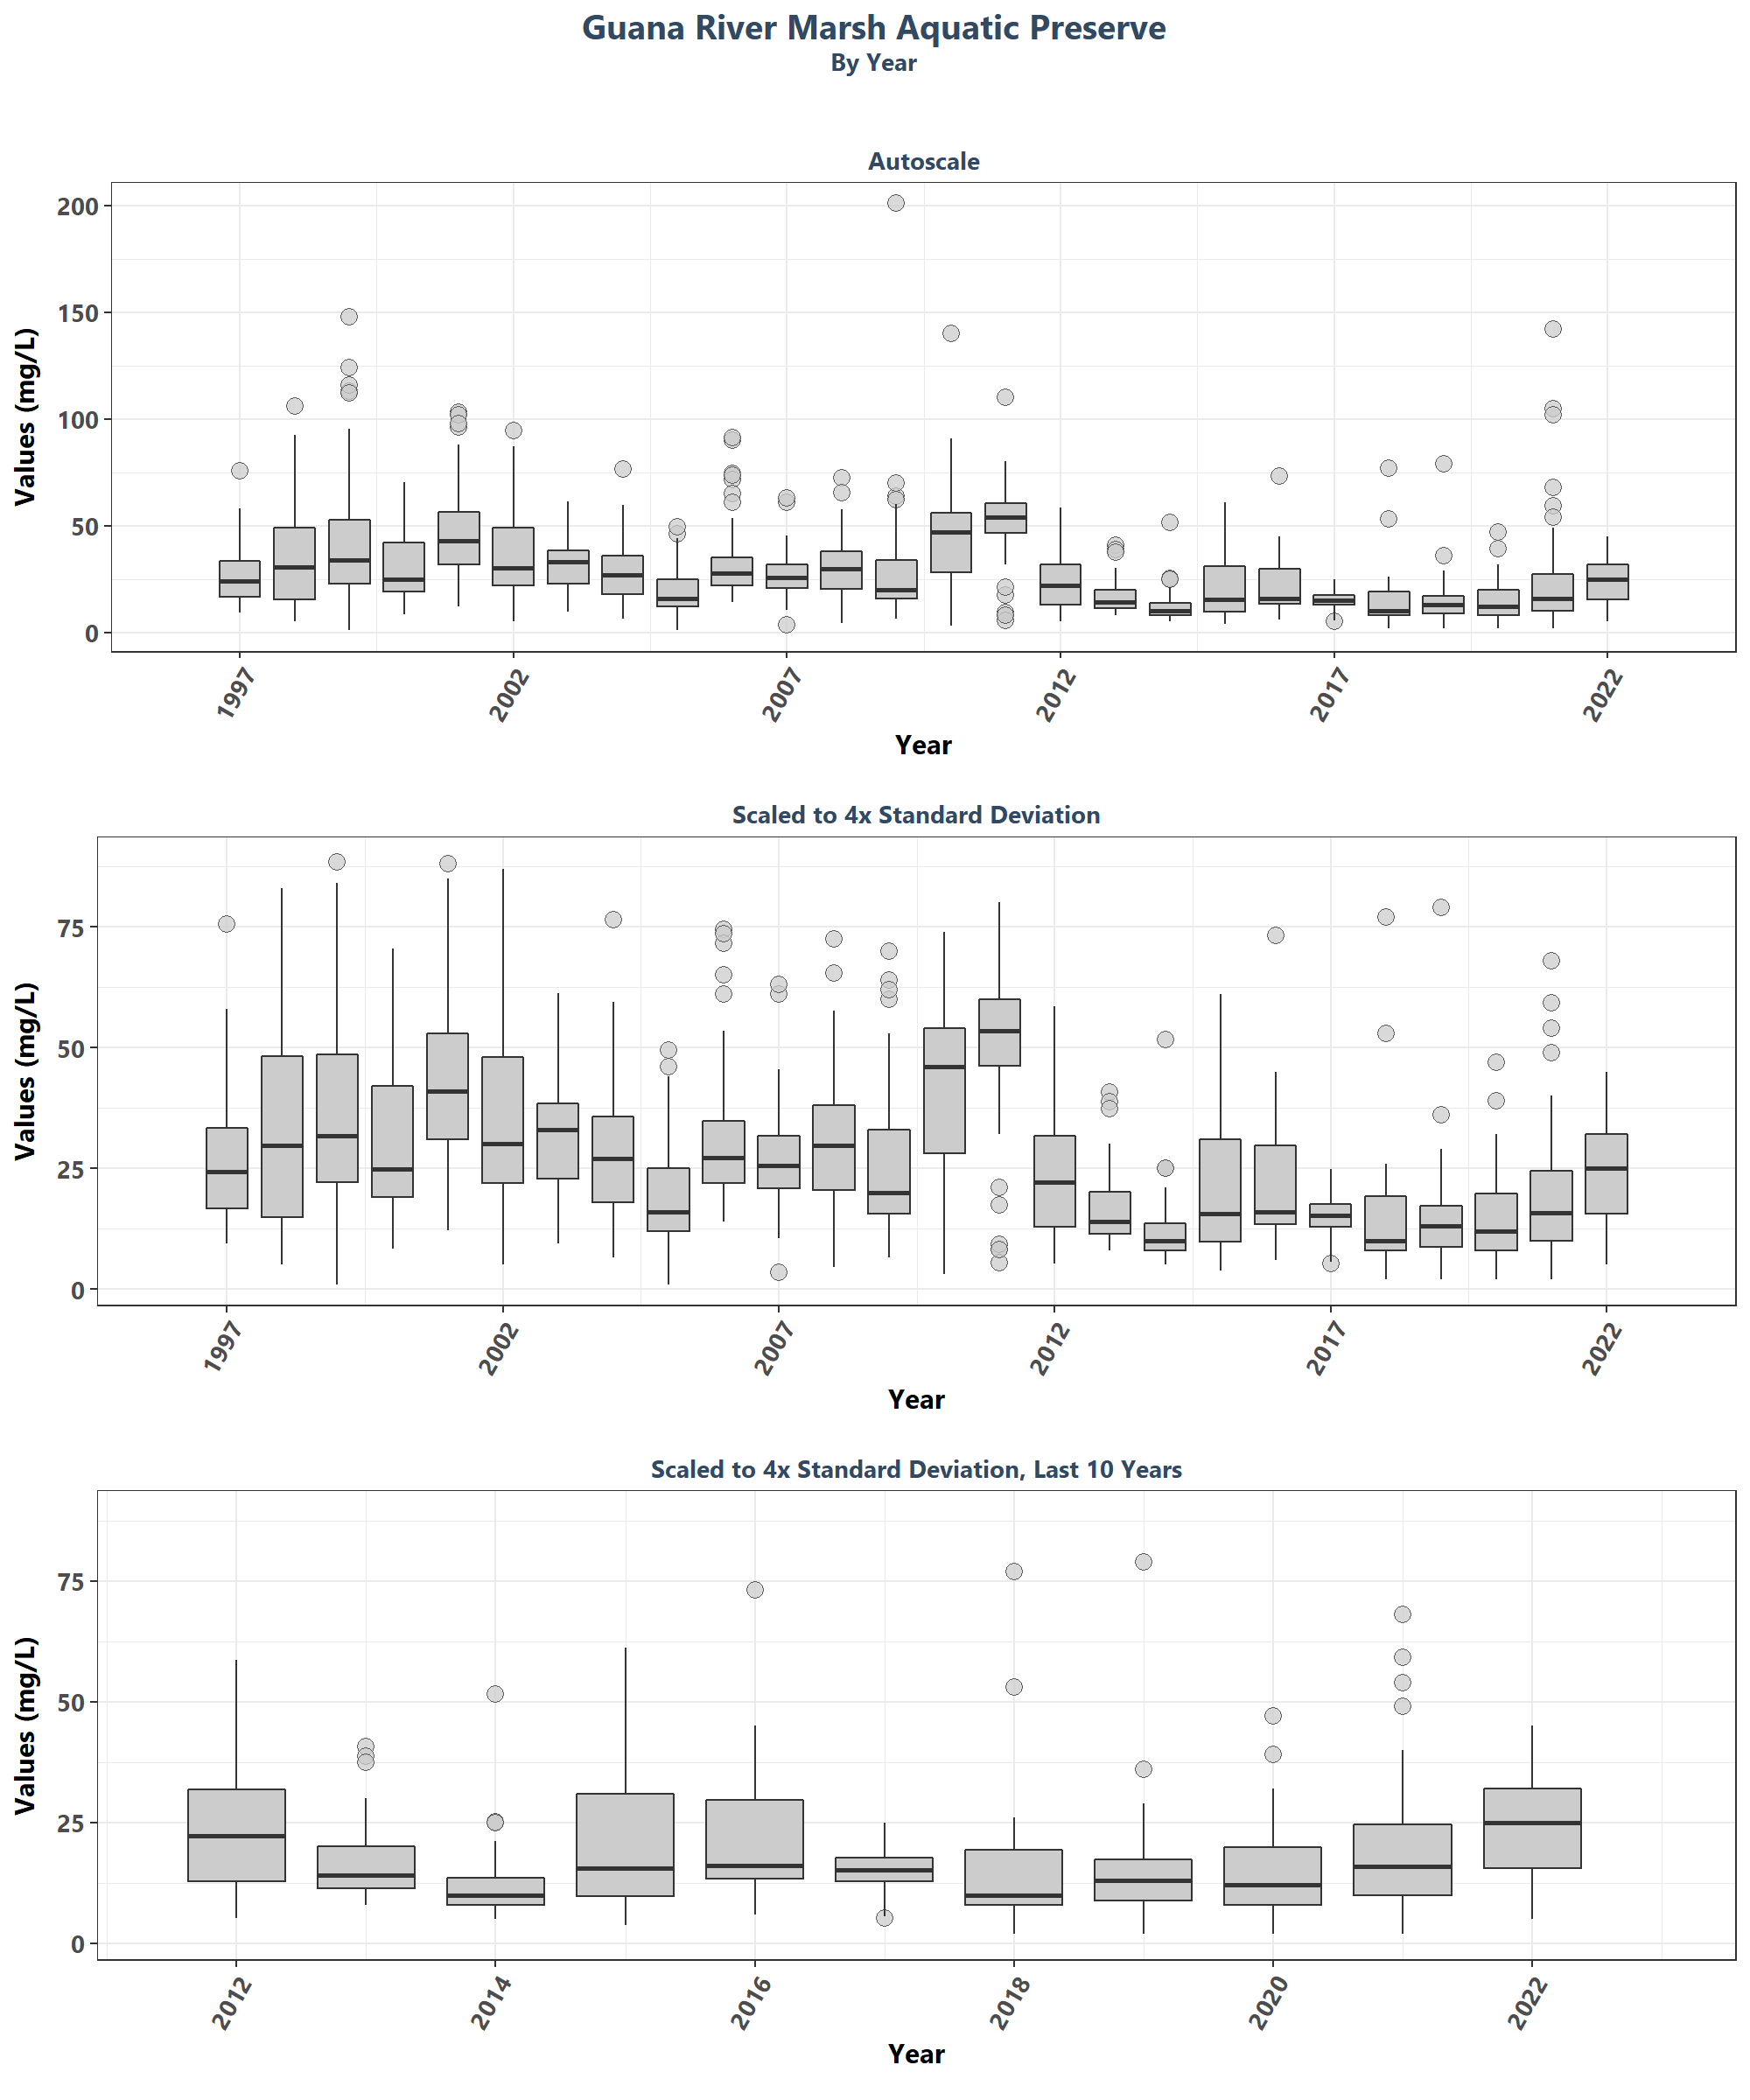 Guana River Marsh Aquatic Preserve
By Year
Autoscale
Values (mg/L)
200
150
100
50
0
1997
2002
2007
2012
2017
2022
Year
Scaled to 4x Standard Deviation
Values (mg/L)
75
50
25
0
1997
2002
2007
2012
2017
2022
Year
Scaled to 4x Standard Deviation, Last 10 Years
Values (mg/L)
75
50
25
0
2012
2014
2016
2018
2020
2022
Year